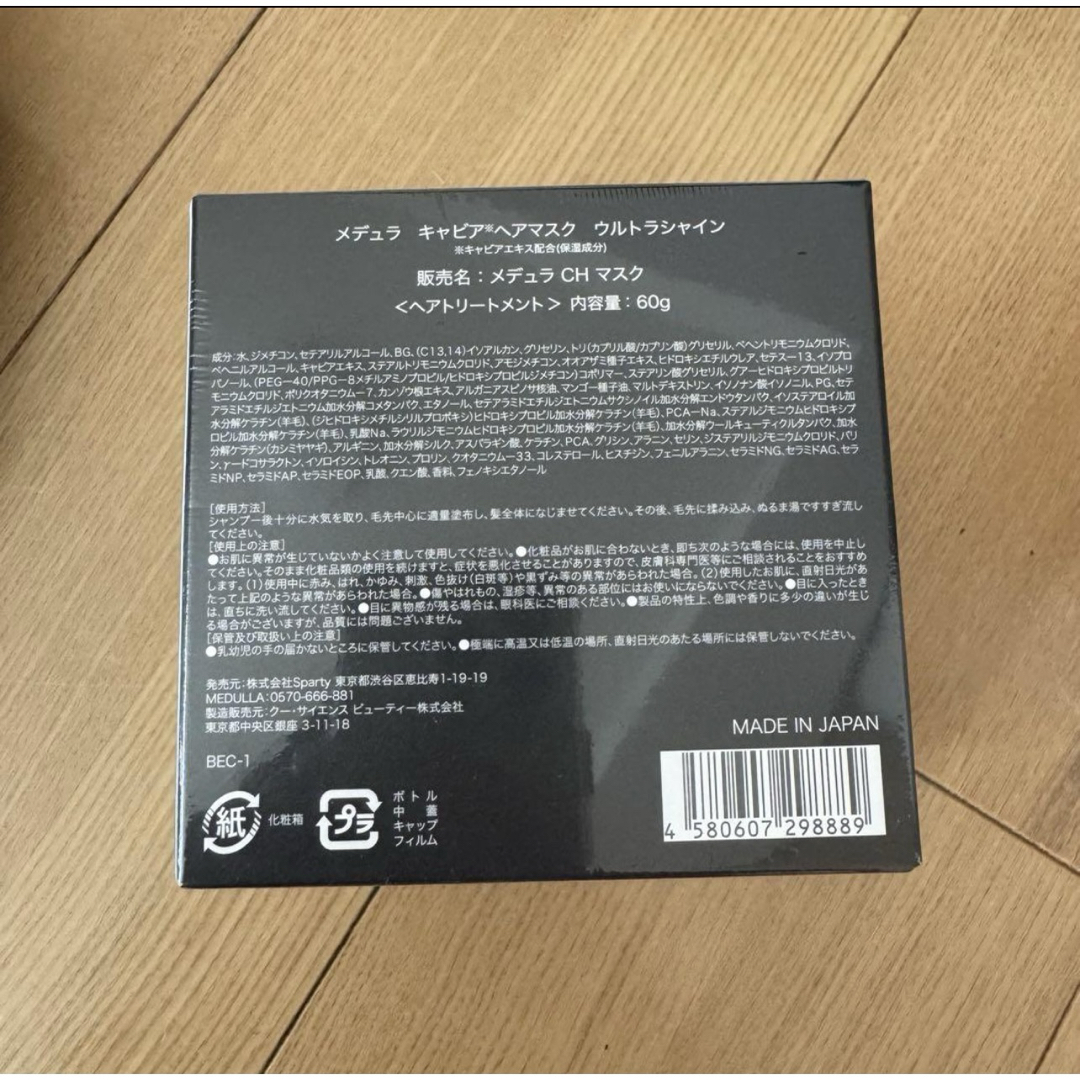 メデュラ　キャビア※ヘアマスク　ウルトラシャイン
※キャビアエキス配合(保湿成分)
販売名：メデュラ CH マスク
＜ヘアトリートメント＞ 内容量：60g
成分：水、ジメチコン、セテアリルアルコール、BG、(C13,14)イソアルカン、グリセリン、トリ(カプリル酸/カプリン酸)グリセリル、ベヘントリモニウムクロリド、
ベヘニルアルコール、キャビアエキス、ステアルトリモニウムクロリド、アモジメチコン、オオアザミ種子エキス、ヒドロキシエチルウレア、セテス－13、イソプロ
パノール、(PEG－40/PPG－8メチルアミノプロピル/ヒドロキシプロピルジメチコン)コポリマー、ステアリン酸グリセリル、グアーヒドロキシプロピルトリ
モニウムクロリド、ポリクオタニウム－7、カンゾウ根エキス、アルガニアスピノサ核油、マンゴー種子油、マルトデキストリン、イソノナン酸イソノニル、PG、セテ
アラミドエチルジエトニウムサクシノイル加水分解エンドウタンパク、イソステアロイル加
水分解ケラチン(羊毛)、(ジヒドロキシメチルシリルプロポキシ)ヒドロキシプロピル加水分解ケラチン(羊毛)、PCA－Na、ステアルジモニウムヒドロキシプ
ロピル加水分解ケラチン(羊毛)、乳酸Na、ラウリルジモニウムヒドロキシプロピル加水分解ケラチン(羊毛)、加水分解ウールキューティクルタンパク、加水
分解ケラチン(カシミヤヤギ)、アルギニン、加水分解シルク、アスパラギン酸、ケラチン、PCA、グリシン、アラニン、セリン、ジステアリルジモニウムクロリド、バリ
ン、γ－ドコサラクトン、イソロイシン、トレオニン、プロリン、クオタニウム－33、コレステロール、ヒスチジン、フェニルアラニン、セラミドNG、セラミドAG、セラ
ミドNP、セラミドAP、セラミドEOP、乳酸、クエン酸、香料、フェノキシエタノール
[使用方法]
シャンプー後十分に水気を取り、毛先中心に適量塗布し、髪全体になじませてください。その後、毛先に揉み込み、ぬるま湯ですすぎ流し
てください。
[使用上の注意]
●お肌に異常が生じていないかよく注意して使用してください。●化粧品がお肌に合わないとき、即ち次のような場合には、使用を中止し
てください。そのまま化粧品類の使用を続けますと、症状を悪化させることがありますので、皮膚科専門医等にご相談されることをおすすめ
します。(1)使用中に赤み、はれ、かゆみ、刺激、色抜け(白斑等)や黒ずみ等の異常があらわれた場合。(2)使用したお肌に、直射日光があ
たって上記のような異常があらわれた場合。●傷やはれもの、湿疹等、異常のある部位にはお使いにならないでください。●目に入ったとき
は、直ちに洗い流してください。●目に異物感が残る場合は、眼科医にご相談ください。●製品の特性上、色調や香りに多少の違いが生じ
る場合がございますが、品質には問題ございません。
[保管及び取扱い上の注意]
●乳幼児の手の届かないところに保管してください。●極端に高温又は低温の場所、直射日光のあたる場所には保管しないでください。
発売元：株式会社Sparty 東京都渋谷区恵比寿1-19-19
MEDULLA：0570-666-881
製造販売元：クー・サイエンス ビューティー株式会社
東京都中央区銀座 3-11-18
MADE IN JAPAN
BEC-1
紙
化粧箱
プラ
ボトル
中蓋
キャップ
フィルム
4 580607 298889